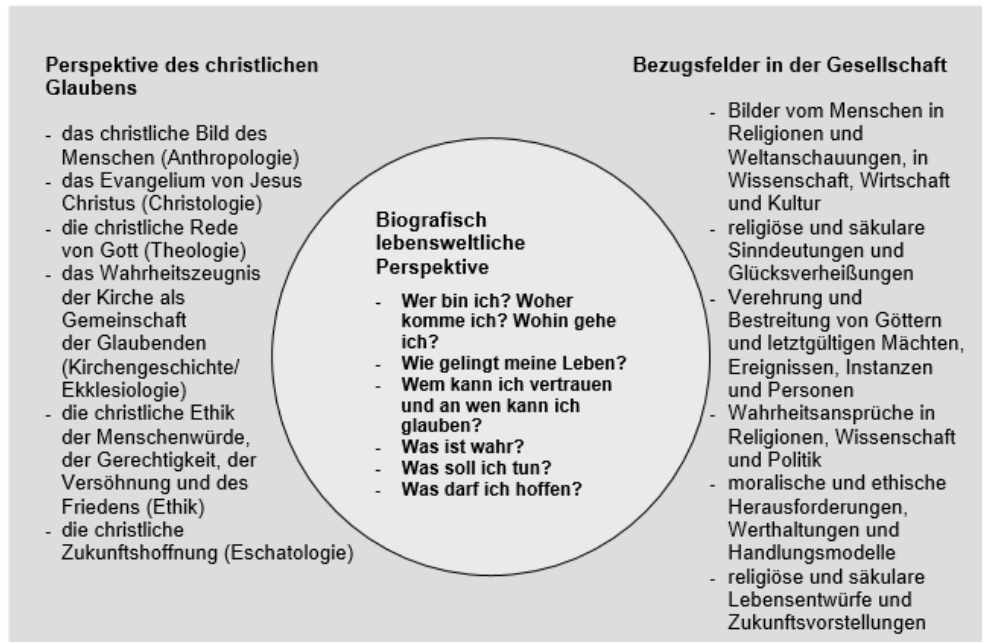 Perspektive des christlichen
Glaubens
- das christliche Bild des
Menschen (Anthropologie)
- das Evangelium von Jesus
Christus (Christologie)
- die christliche Rede
von Gott (Theologie)
- das Wahrheitszeugnis
der Kirche als
Gemeinschaft
der Glaubenden
(Kirchengeschichte/
Ekklesiologie)
- die christliche Ethik
der Menschenwürde,
der Gerechtigkeit, der
Versöhnung und des
Friedens (Ethik)
- die christliche
Zukunftshoffnung (Eschatologie)
Biografisch
lebensweltliche
Perspektive
- Wer bin ich? Woher
komme ich? Wohin gehe
ich?
- Wie gelingt meine Leben?
- Wem kann ich vertrauen
und an wen kann ich
glauben?
- Was ist wahr?
- Was soll ich tun?
- Was darf ich hoffen?
Bezugsfelder in der Gesellschaft
- Bilder vom Menschen in
Religionen und
Weltanschauungen, in
Wissenschaft, Wirtschaft
und Kultur
- religiöse und säkulare
Sinndeutungen und
Glücksverheißungen
- Verehrung und
Bestreitung von Göttern
und letztgültigen Mächten,
Ereignissen, Instanzen
und Personen
- Wahrheitsansprüche in
Religionen, Wissenschaft
und Politik
- moralische und ethische
Herausforderungen,
Werthaltungen und
Handlungsmodelle
- religiöse und säkulare
Lebensentwürfe und
Zukunftsvorstellungen